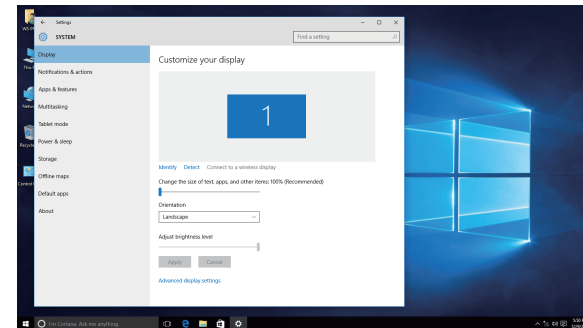 Settings
SYSTEM
Find a setting
Display
Notifications & actions
Apps & features
Multitasking
Tablet mode
Power & sleep
Storage
Offline maps
Default apps
About
Customize your display
1
Identify Detect Connect to a wireless display
Change the size of text, apps, and other items: 100% (Recommended)
Orientation
Landscape
Adjust brightness level
Apply Cancel
Advanced display settings
I'm Cortana. Ask me anything.